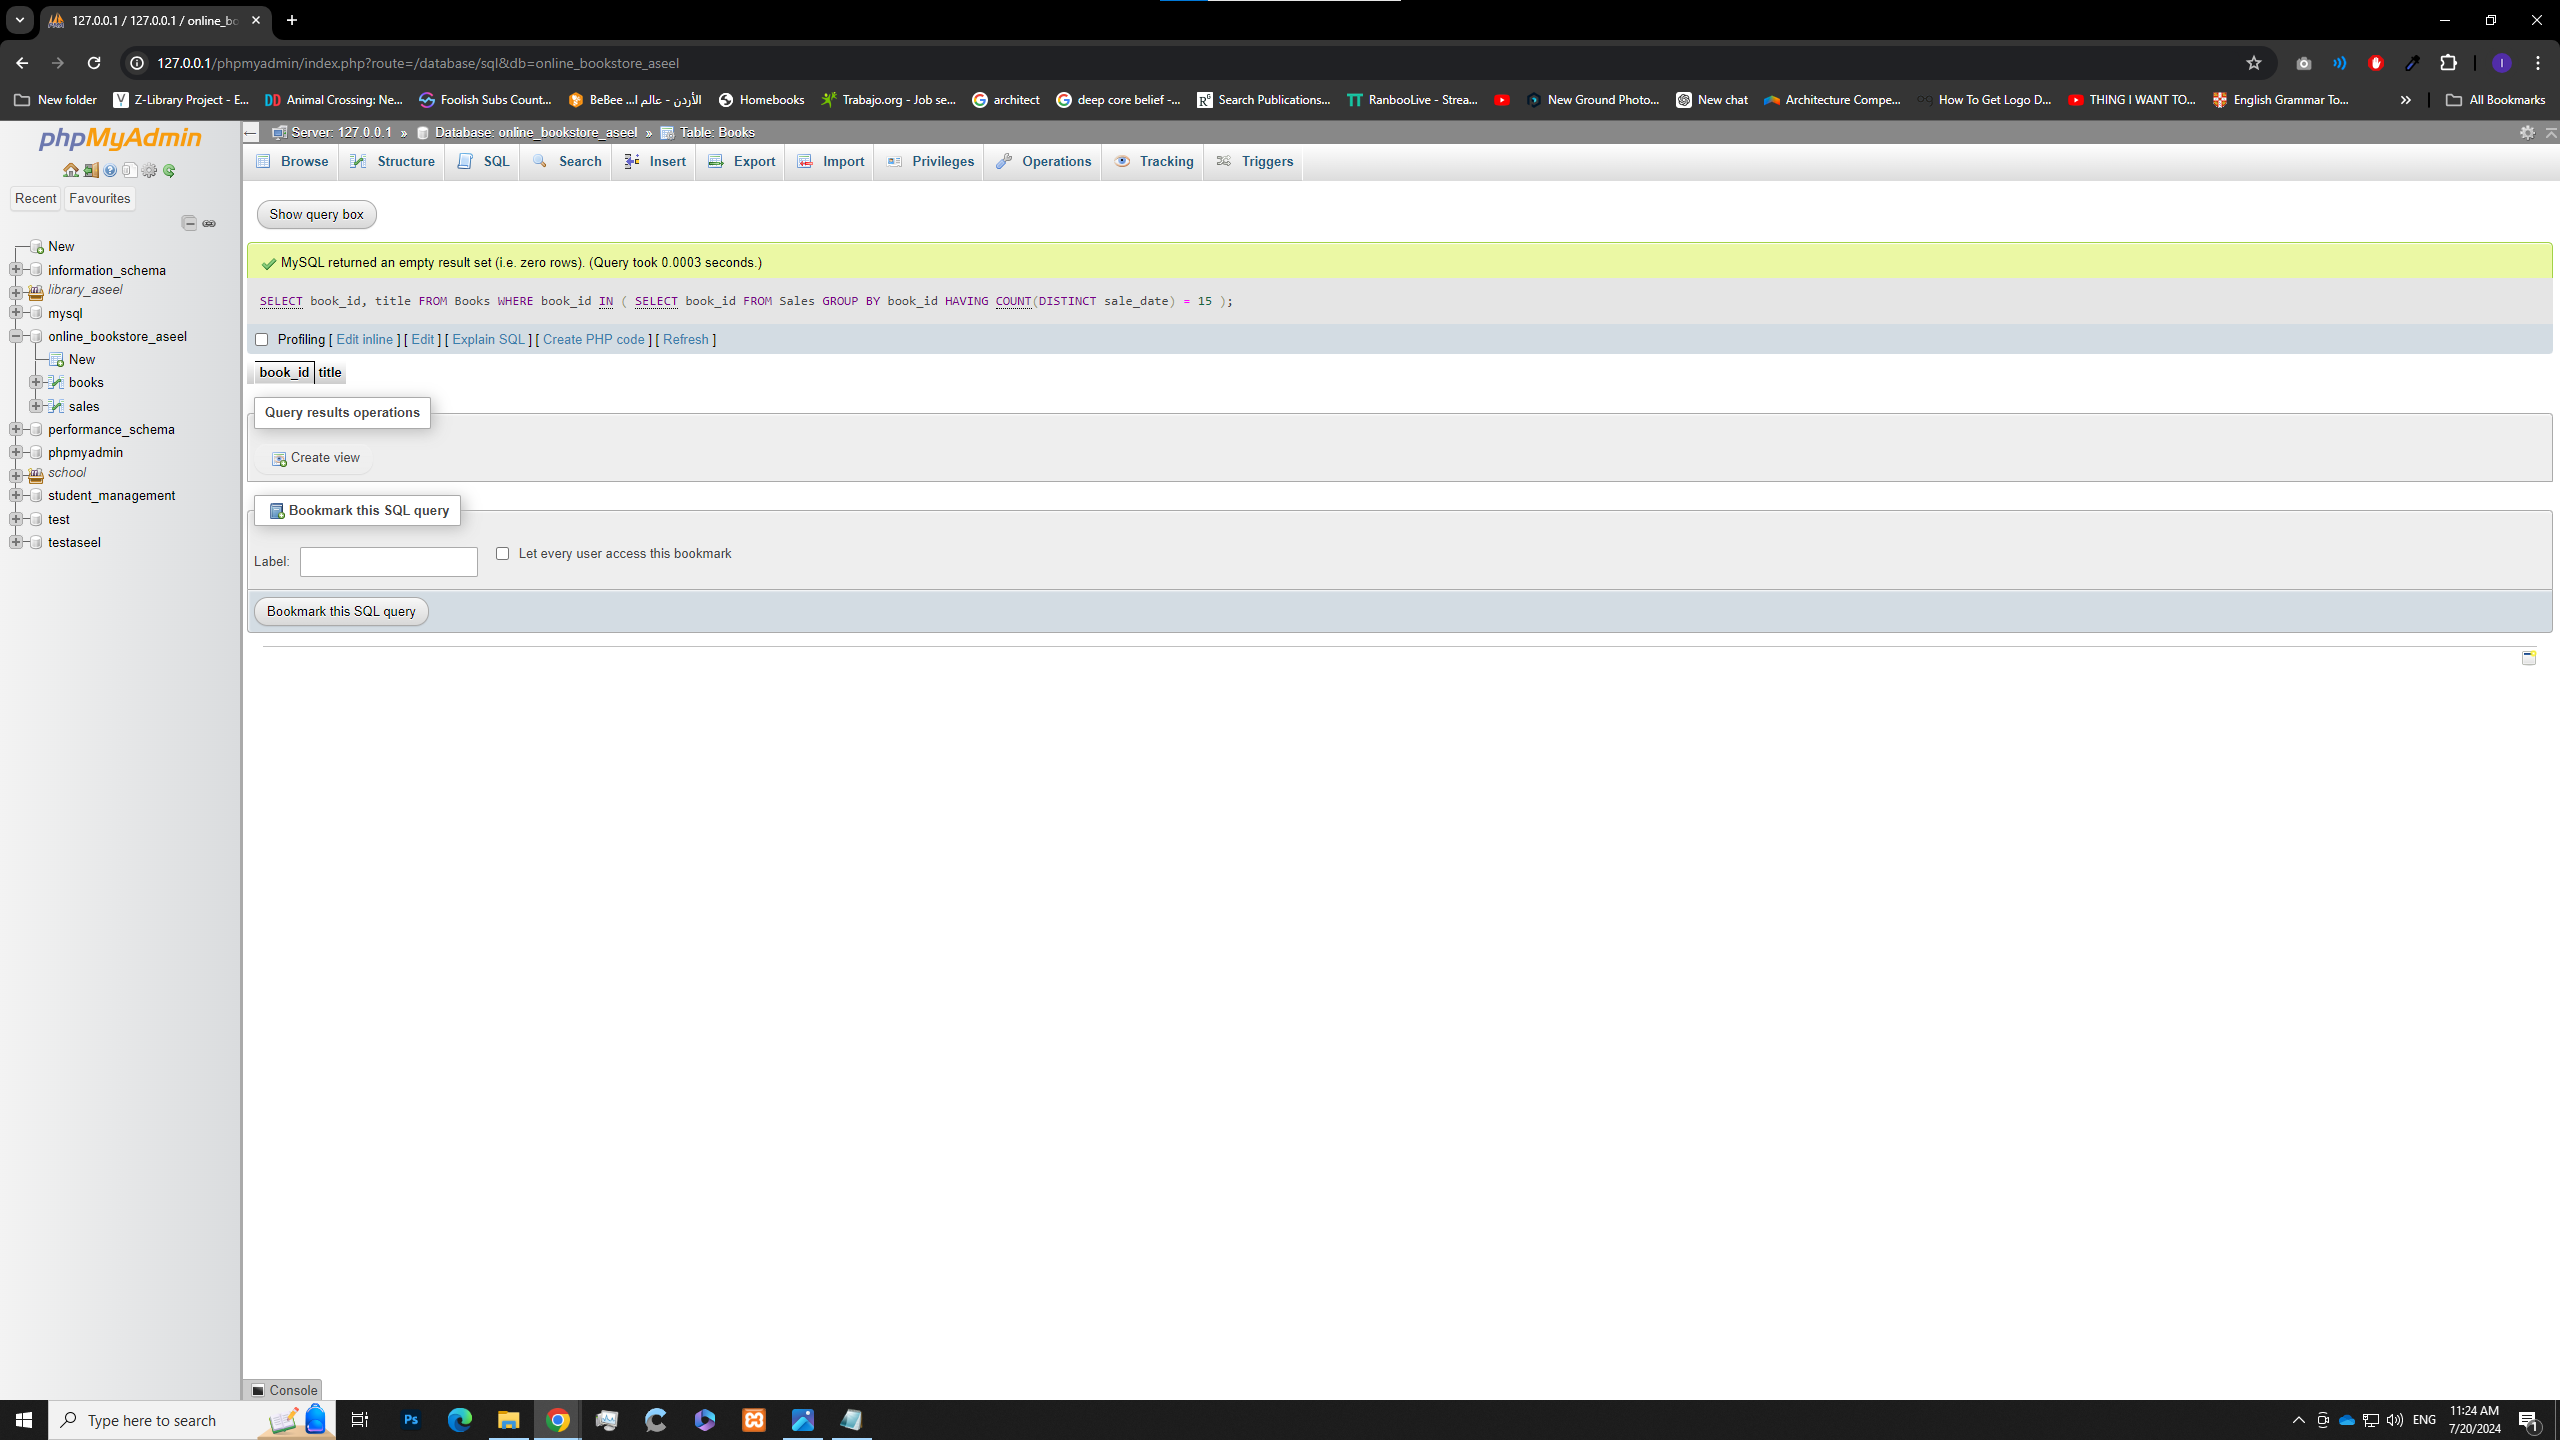 127.0.0.1 / 127.0.0.1 / online_bo
127.0.0.1/phpmyadmin/index.php?route=/database/sql&db=online_bookstore_aseel
New folder
Z-Library Project - E...
Animal Crossing: Ne...
Foolish Subs Count...
BeBee الأردن - عالم ا...
Homebooks
Trabajo.org - Job se...
architect
deep core belief -...
Search Publications...
RanbooLive - Strea...
New Ground Photo...
New chat
Architecture Compe...
How To Get Logo D...
THING I WANT TO...
English Grammar To...
All Bookmarks
phpMyAdmin
Recent
Favourites
New
information_schema
library_aseel
mysql
online_bookstore_aseel
New
books
sales
performance_schema
phpmyadmin
school
student_management
test
testaseel
Server: 127.0.0.1 » Database: online_bookstore_aseel » Table: Books
Browse
Structure
SQL
Search
Insert
Export
Import
Privileges
Operations
Tracking
Triggers
Show query box
MySQL returned an empty result set (i.e. zero rows). (Query took 0.0003 seconds.)
SELECT book_id, title FROM Books WHERE book_id IN ( SELECT book_id FROM Sales GROUP BY book_id HAVING COUNT(DISTINCT sale_date) = 15 );
Profiling [ Edit inline ] [ Edit ] [ Explain SQL ] [ Create PHP code ] [ Refresh ]
book_id title
Query results operations
Create view
Bookmark this SQL query
Label:
Let every user access this bookmark
Bookmark this SQL query
Console
Type here to search
Ps
ENG
11:24 AM
7/20/2024
1